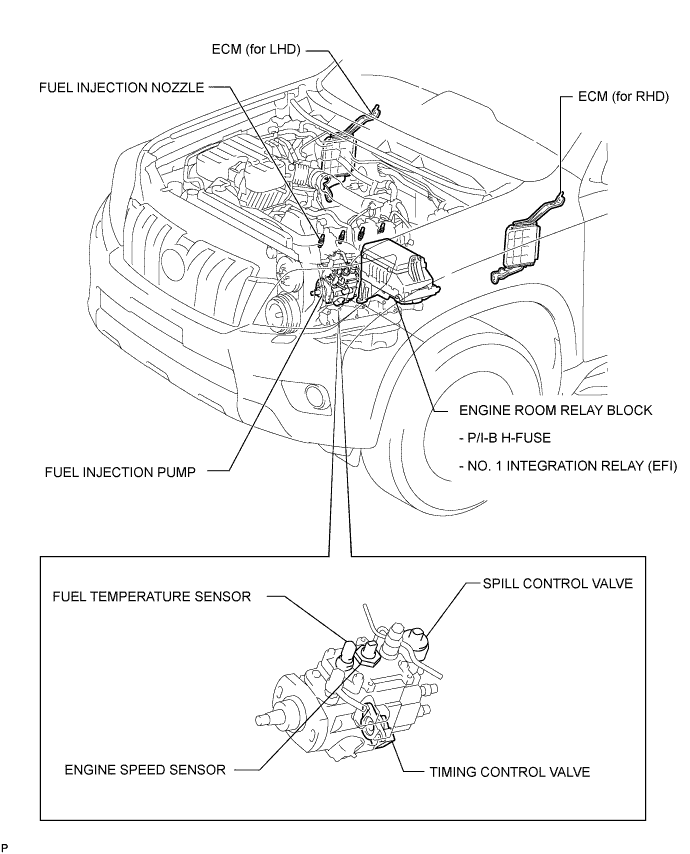 ECM (for LHD)
FUEL INJECTION NOZZLE
ECM (for RHD)
ENGINE ROOM RELAY BLOCK
- P/I-B H-FUSE
- NO. 1 INTEGRATION RELAY (EFI)
FUEL INJECTION PUMP
SPILL CONTROL VALVE
FUEL TEMPERATURE SENSOR
ENGINE SPEED SENSOR
TIMING CONTROL VALVE
P